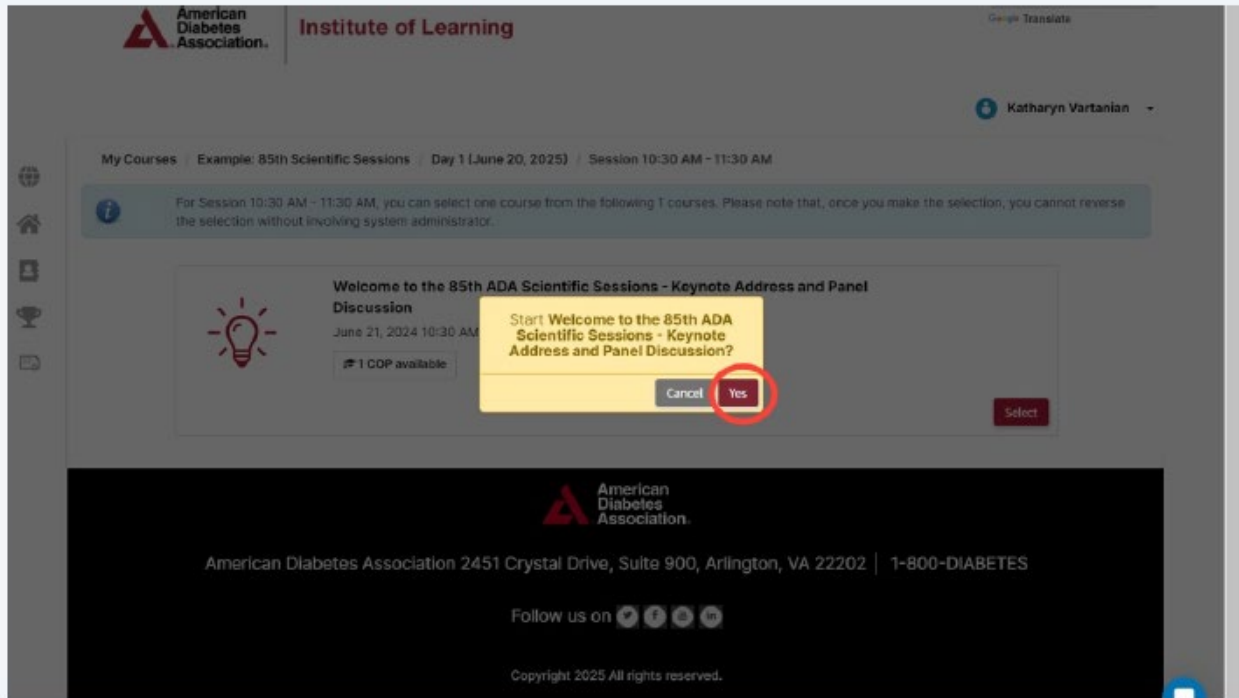 American
Diabetes
Association.
Institute of Learning
Google Translate
Katharyn Vartanian
My Courses / Example: 85th Scientific Sessions / Day 1 (June 20, 2025) / Session 10:30 AM - 11:30 AM
For Session 10:30 AM - 11:30 AM, you can select one course from the following 1 courses. Please note that, once you make the selection, you cannot reverse
the selection without involving system administrator.
Welcome to the 85th ADA Scientific Sessions - Keynote Address and Panel
Discussion
June 21, 2024 10:30 AM
1 CDP available
Start Welcome to the 85th ADA
Scientific Sessions - Keynote
Address and Panel Discussion?
Cancel Yes
Select
American
Diabetes
Association.
American Diabetes Association 2451 Crystal Drive, Suite 900, Arlington, VA 22202 | 1-800-DIABETES
Follow us on
Copyright 2025 All rights reserved.